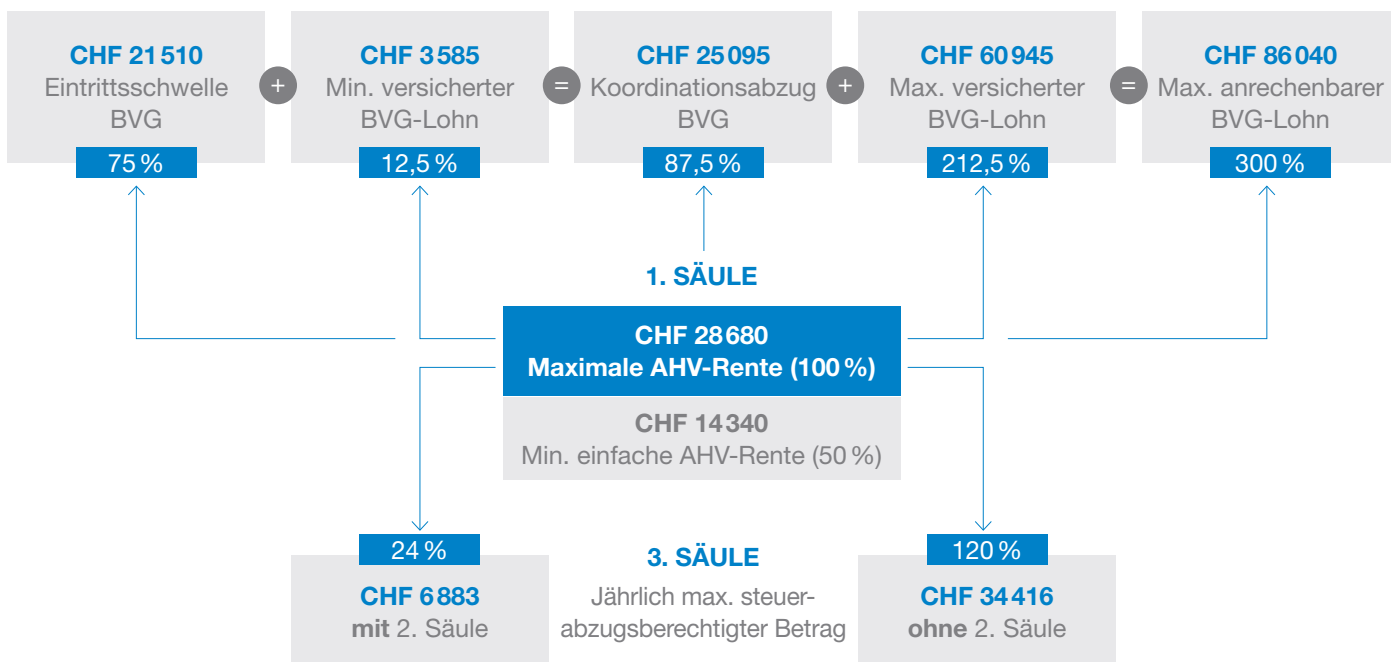 CHF 21 510
Eintrittsschwelle
BVG
75 %
+
CHF 3 585
Min. versicherter
BVG-Lohn
12,5 %
=
CHF 25 095
Koordinationsabzug
BVG
87,5 %
+
CHF 60 945
Max. versicherter
BVG-Lohn
212,5 %
=
CHF 86 040
Max. anrechenbarer
BVG-Lohn
300 %
1. SÄULE
CHF 28 680
Maximale AHV-Rente (100 %)
CHF 14 340
Min. einfache AHV-Rente (50 %)
24 %
CHF 6 883
mit 2. Säule
3. SÄULE
Jährlich max. steuer-
abzugsberechtigter Betrag
120 %
CHF 34 416
ohne 2. Säule